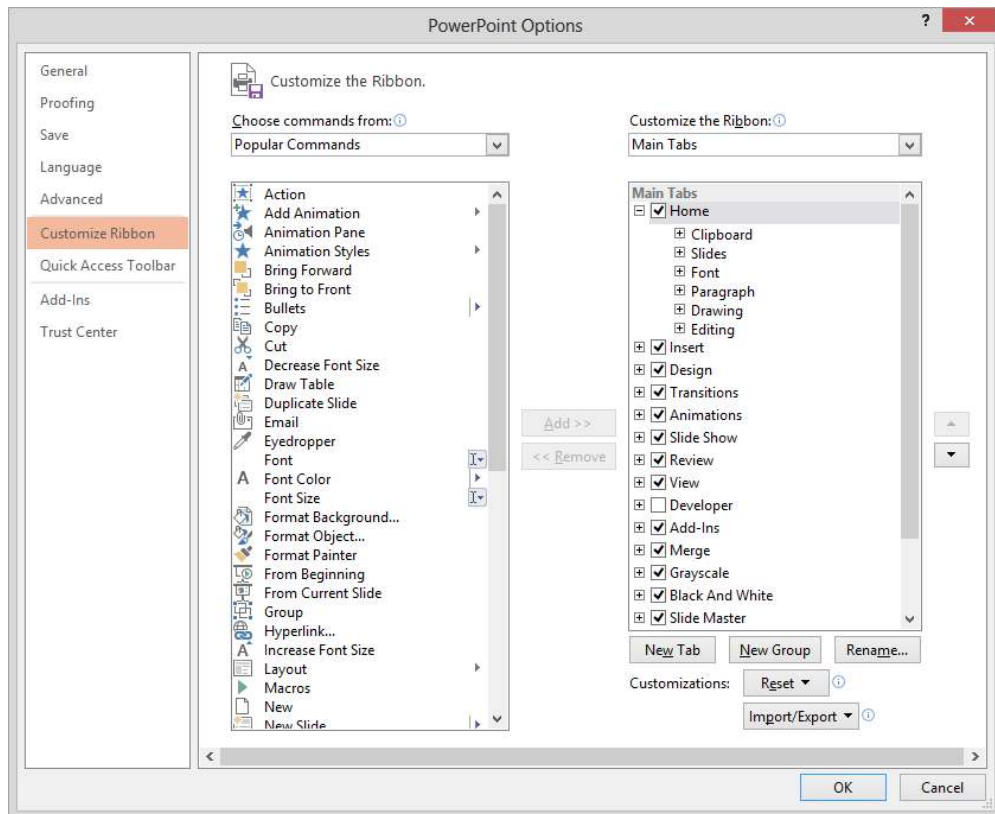 PowerPoint Options
?
General
Proofing
Save
Language
Advanced
Customize Ribbon
Quick Access Toolbar
Add-Ins
Trust Center
Customize the Ribbon.
Choose commands from:
Popular Commands
Action
Add Animation
Animation Pane
Animation Styles
Bring Forward
Bring to Front
Bullets
Copy
Cut
Decrease Font Size
Draw Table
Duplicate Slide
Email
Eyedropper
Font
Font Color
Font Size
Format Background...
Format Object...
Format Painter
From Beginning
From Current Slide
Group
Hyperlink...
Increase Font Size
Layout
Macros
New
New Slide
Add >>
<< Remove
Customize the Ribbon:
Main Tabs
Main Tabs
Home
Clipboard
Slides
Font
Paragraph
Drawing
Editing
Insert
Design
Transitions
Animations
Slide Show
Review
View
Developer
Add-Ins
Merge
Grayscale
Black And White
Slide Master
New Tab New Group Rename...
Customizations: Reset
Import/Export
OK Cancel